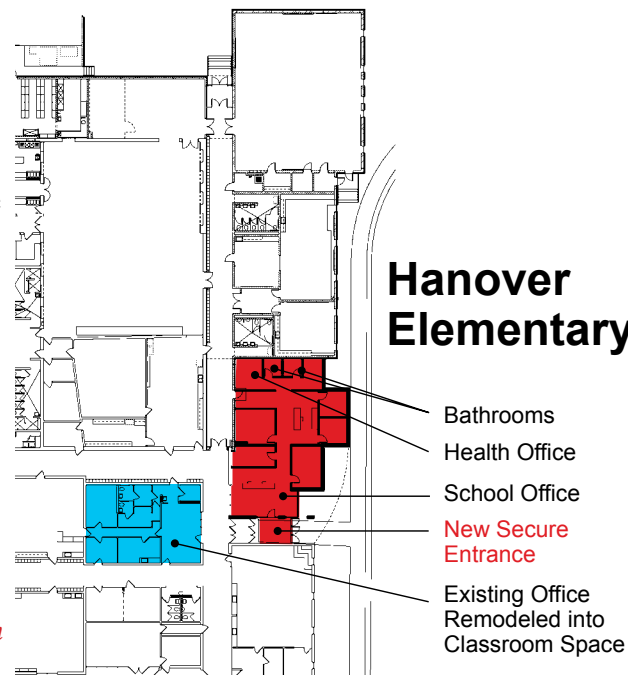 Hanover
Elementary
Bathrooms
Health Office
School Office
New Secure
Entrance
Existing Office
Remodeled into
Classroom Space